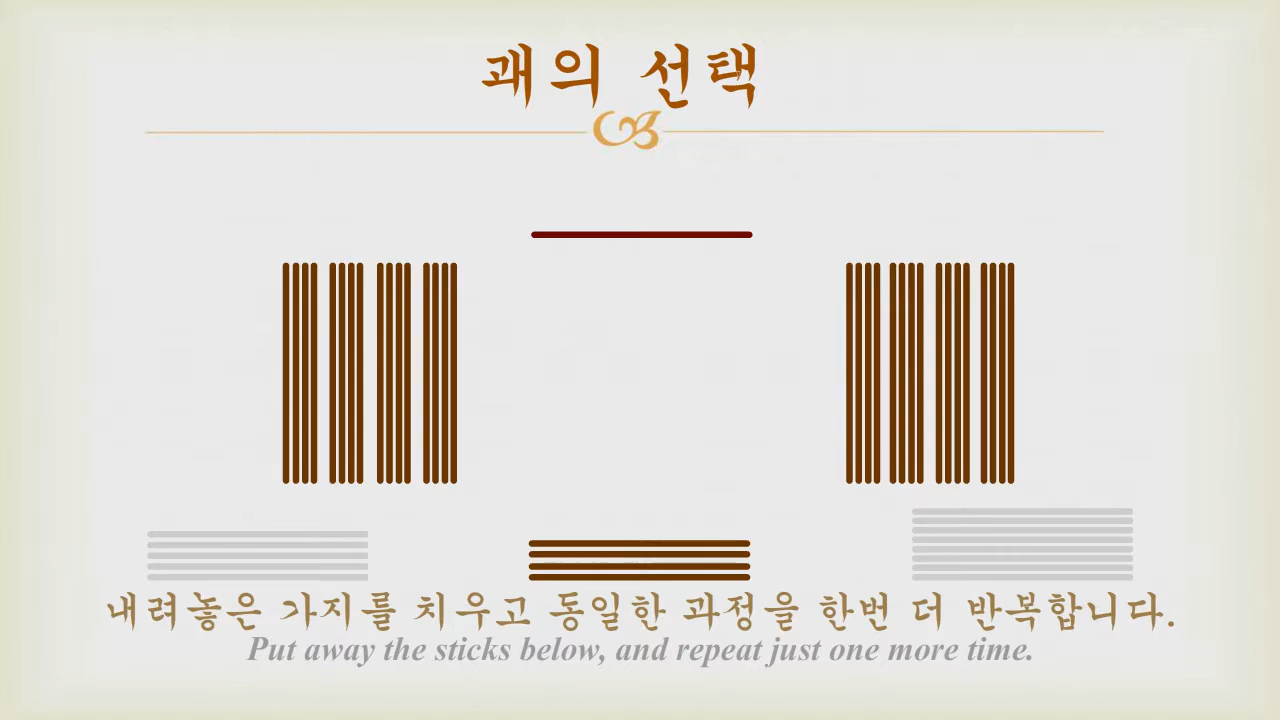 괘의 선택
내려놓은 가지를 치우고 동일한 과정을 한번 더 반복합니다.
Put away the sticks below, and repeat just one more time.